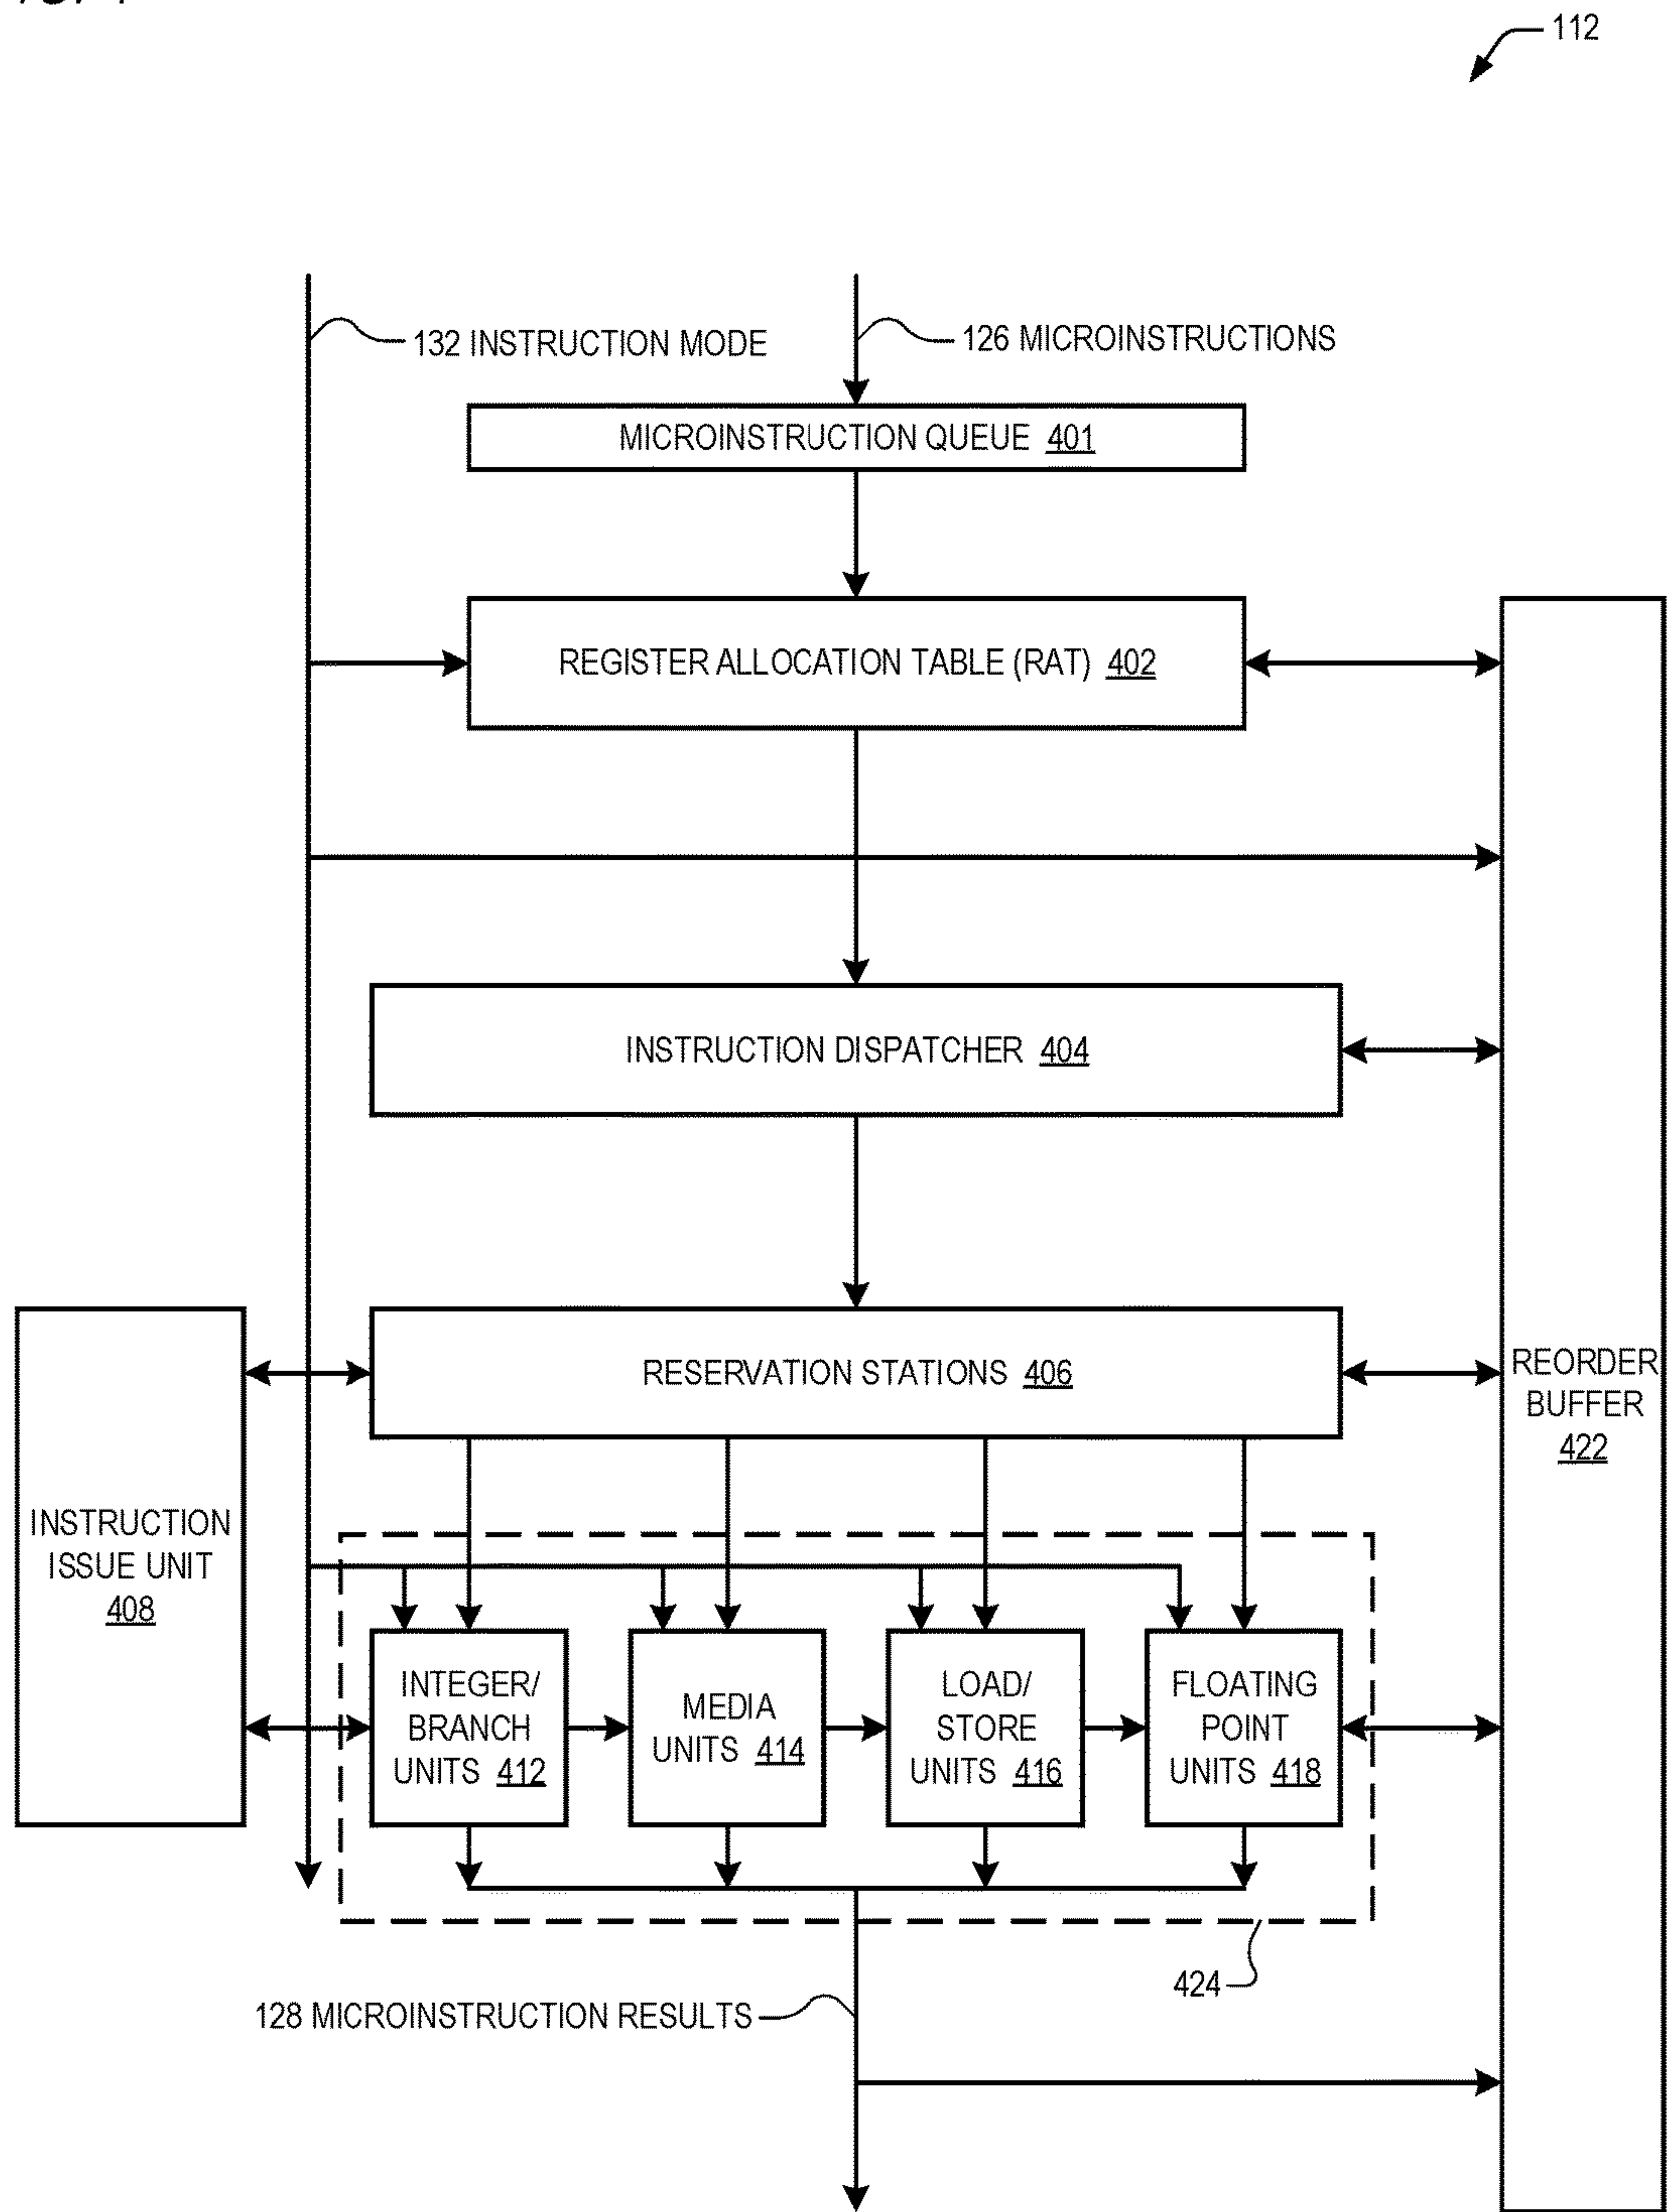 112
132 INSTRUCTION MODE
126 MICROINSTRUCTIONS
MICROINSTRUCTION QUEUE 401
REGISTER ALLOCATION TABLE (RAT) 402
INSTRUCTION DISPATCHER 404
RESERVATION STATIONS 406
REORDER
BUFFER
422
INSTRUCTION
ISSUE UNIT
408
INTEGER/
BRANCH
UNITS 412
MEDIA
UNITS 414
LOAD/
STORE
UNITS 416
FLOATING
POINT
UNITS 418
424
128 MICROINSTRUCTION RESULTS